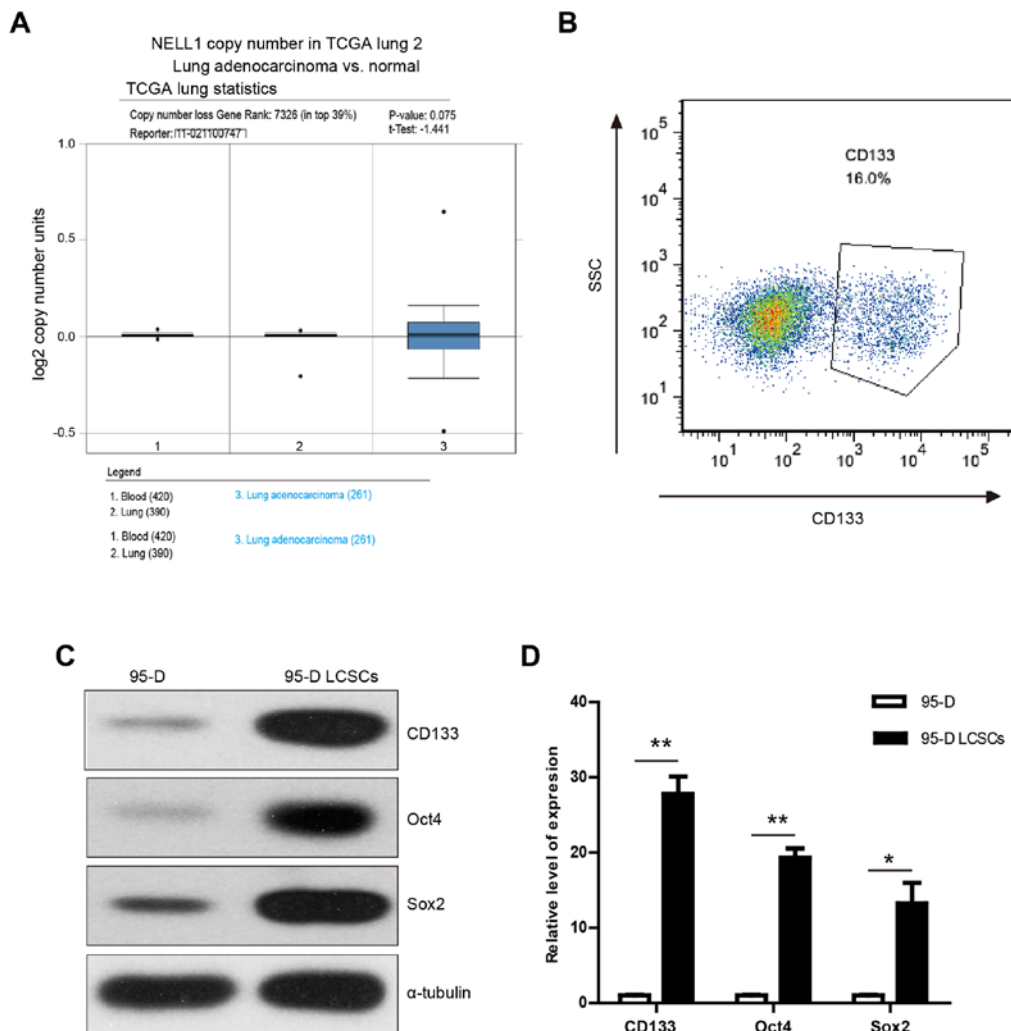 A
NELL1 copy number in TCGA lung 2
Lung adenocarcinoma vs. normal
TCGA lung statistics
Copy number loss Gene Rank: 7326 (in top 39%)
P-value: 0.075
Reporter: 11-021100747
t-Test: -1.441
log2 copy number units
1.0
0.5
0.0
-0.5
1
2
3
Legend
1. Blood (420)
3. Lung adenocarcinoma (261)
2. Lung (390)
1. Blood (420)
3. Lung adenocarcinoma (261)
2. Lung (390)
B
CD133
16.0%
SSC
10^5
10^4
10^3
10^2
10^1
10^1
10^2
10^3
10^4
10^5
CD133
C
95-D
95-D LCSCs
CD133
Oct4
Sox2
α-tubulin
D
95-D
95-D LCSCs
Relative level of expresion
40
30
20
10
0
**
**
*
CD133
Oct4
Sox2